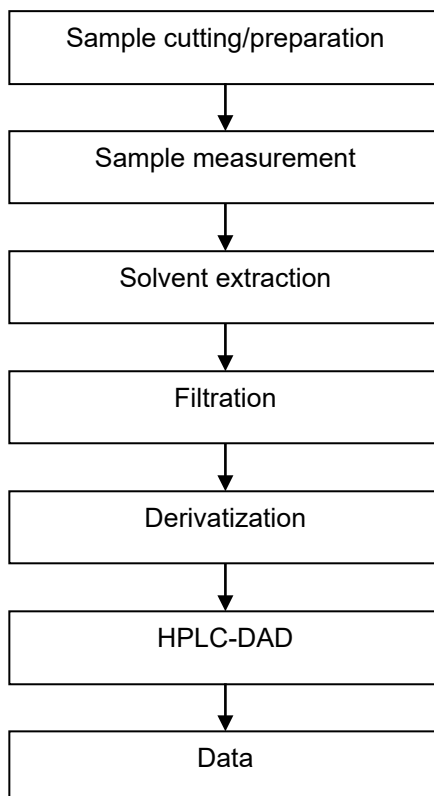 Sample cutting/preparation
Sample measurement
Solvent extraction
Filtration
Derivatization
HPLC-DAD
Data